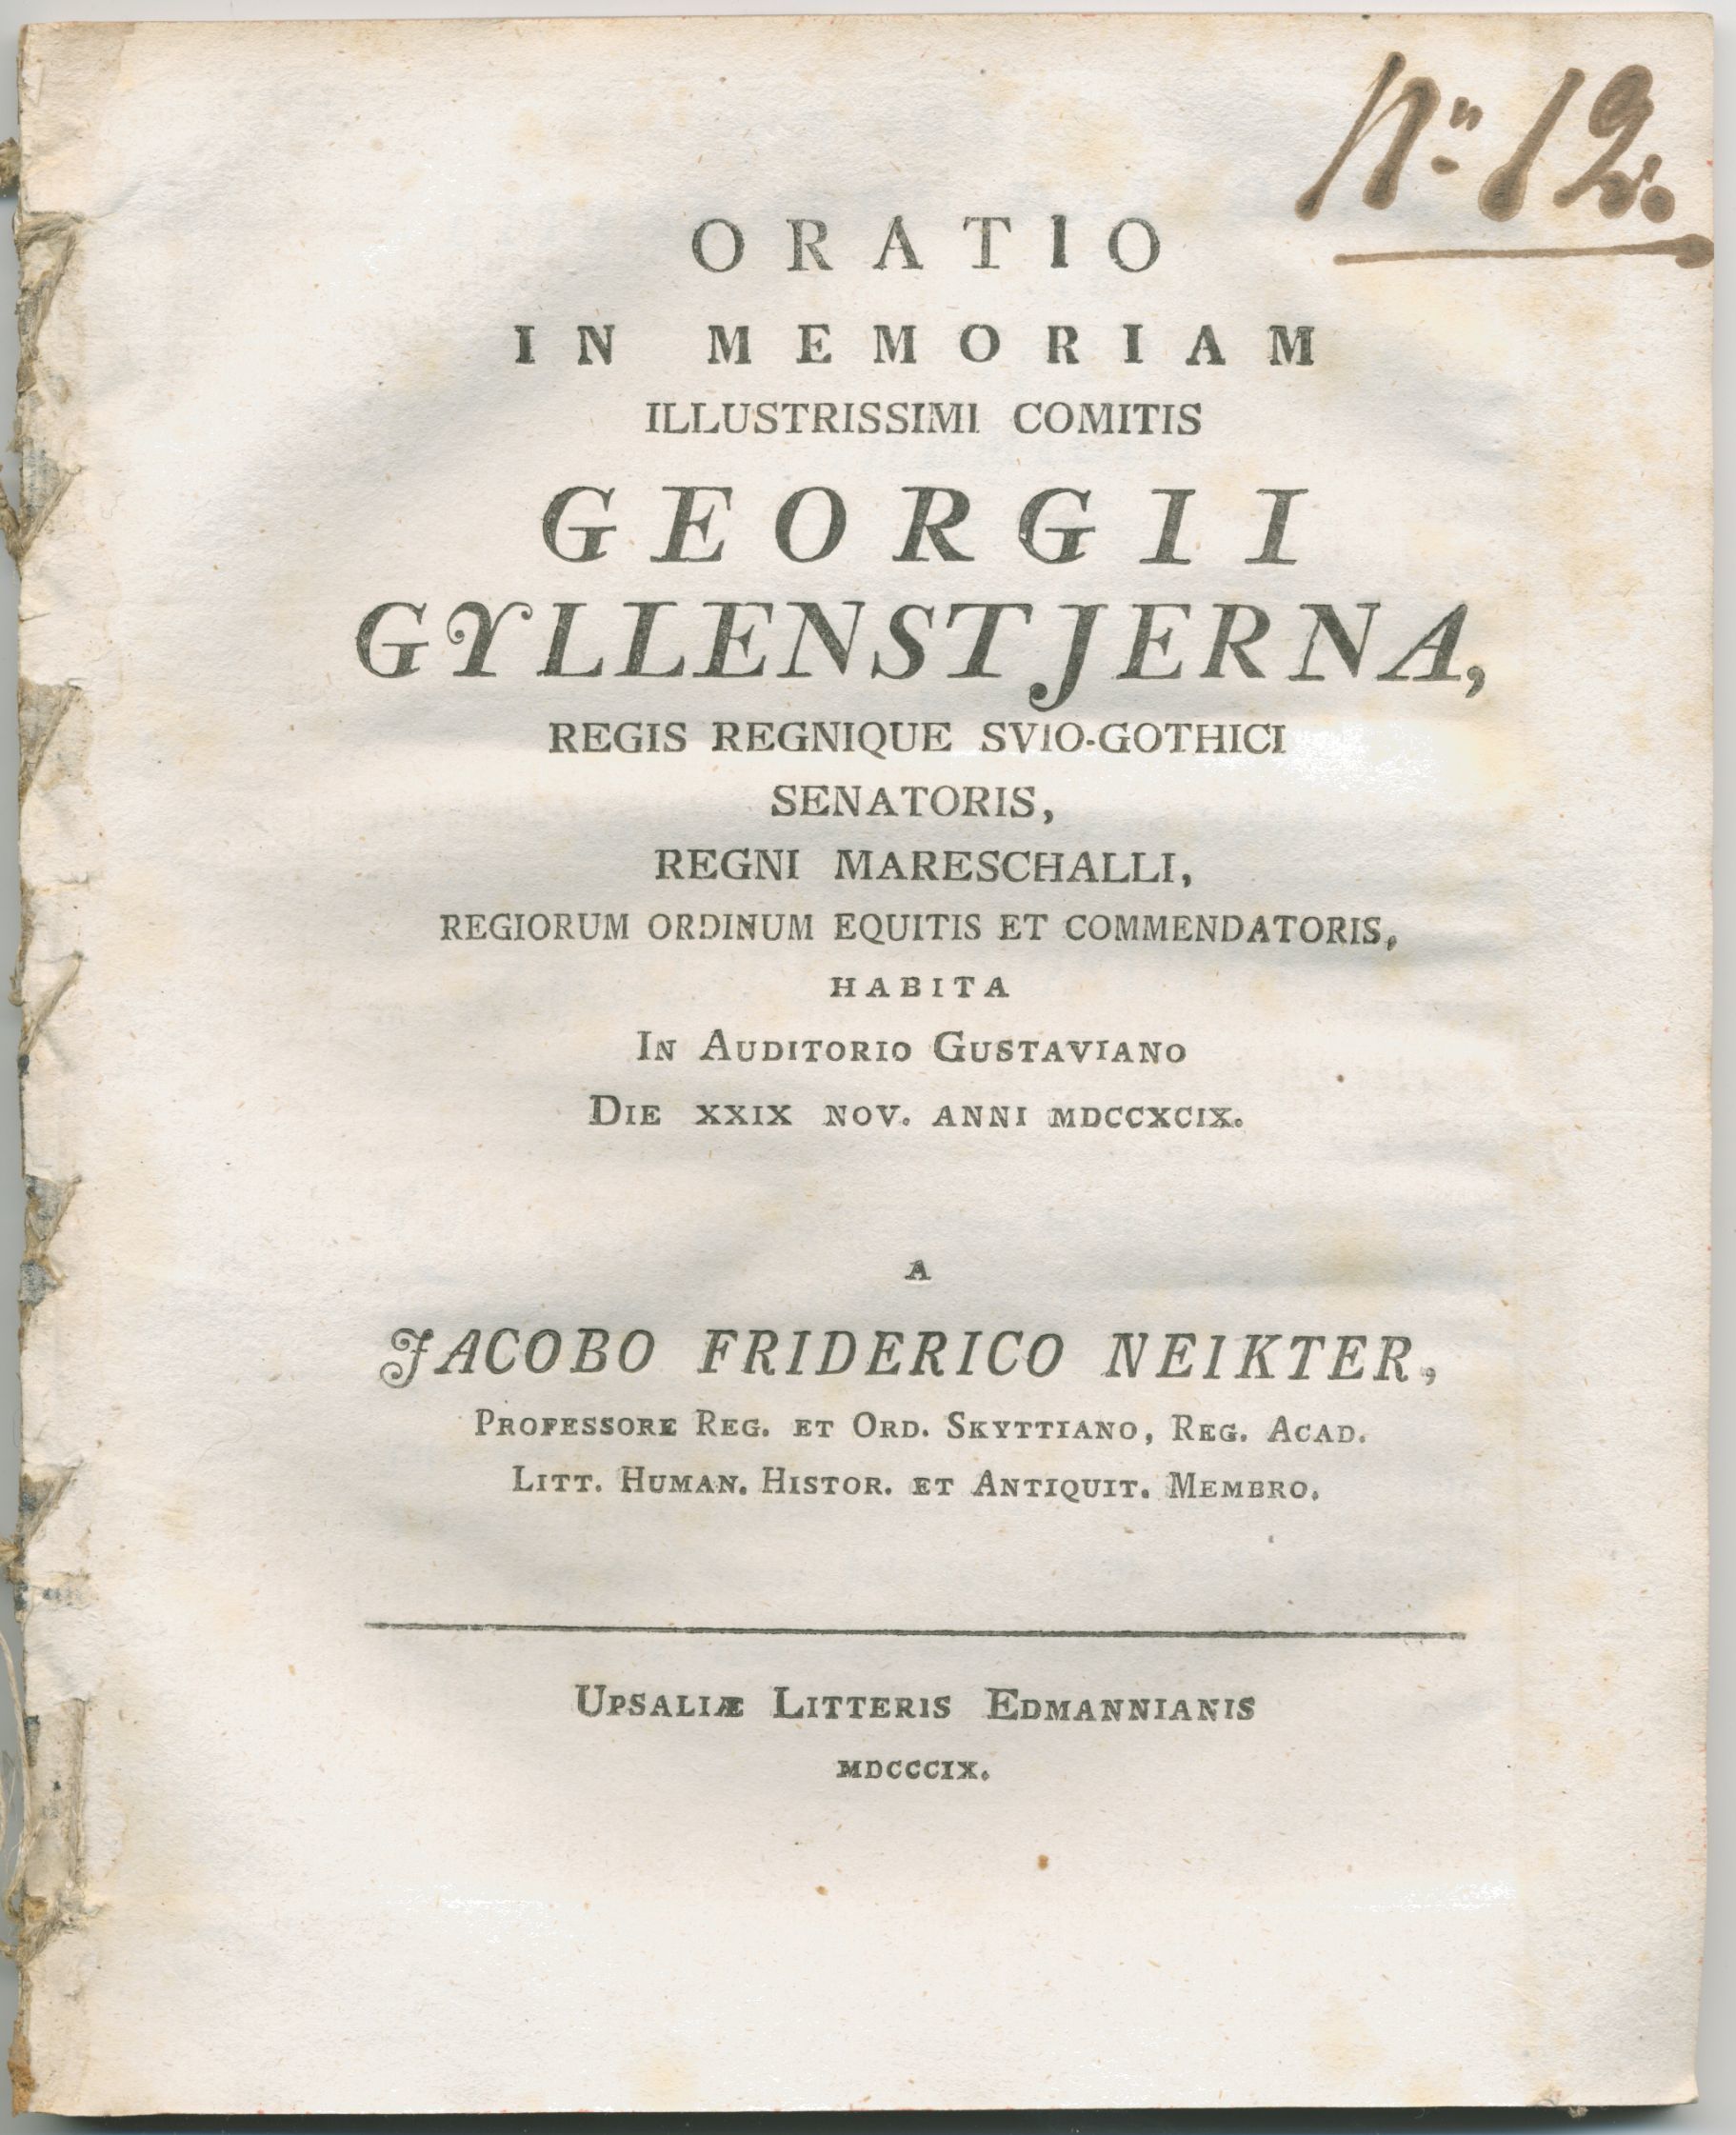 Nº 12.
ORATIO
IN MEMORIAM
ILLUSTRISSIMI COMITIS
GEORGII
GYLLENSTJERNA,
REGIS REGNIQUE SVIO-GOTHICI
SENATORIS,
REGNI MARESCHALLI,
REGIORUM ORDINUM EQUITIS ET COMMENDATORIS,
HABITA
IN AUDITORIO GUSTAVIANO
DIE XXIX NOV. ANNI MDCCXCIX.
A
JACOBO FRIDERICO NEIKTER,
PROFESSORE REG. ET ORD. SKYTTIANO, REG. ACAD.
LITT. HUMAN. HISTOR. ET ANTIQUIT. MEMBRO.
UPSALIÆ LITTERIS EDMANNIANIS
MDCCCIX.